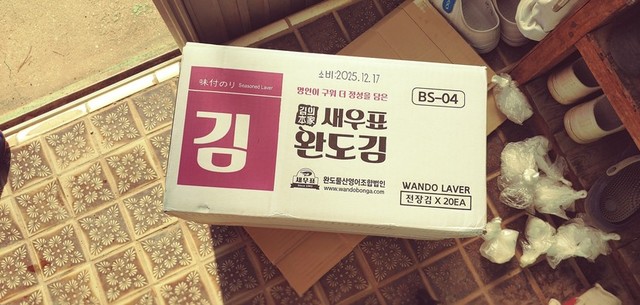 味付のり Seasoned Laver
김
소비:2025.12.17
명인이 구워 더 정성을 담은
김의
本家
새우표
완도김
BS-04
새우표
완도물산영어조합법인
www.wandobonga.com
WANDO LAVER
전장김 X 20EA